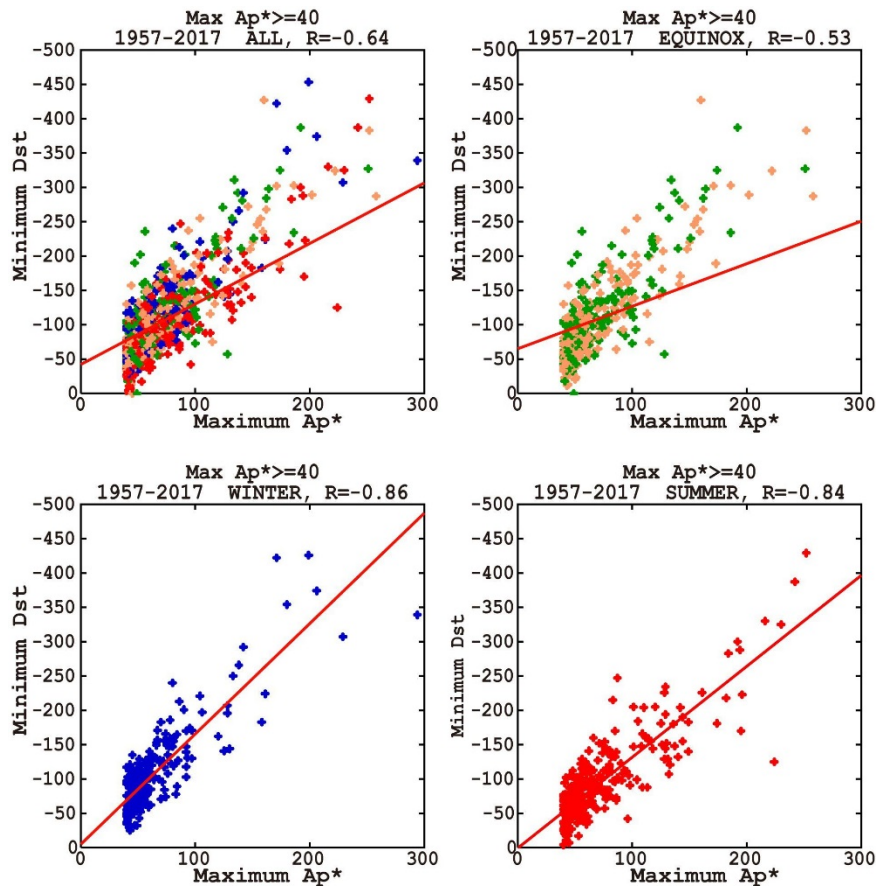 Max Ap*>=40
1957-2017 ALL, R=-0.64
-500
-450
-400
-350
-300
-250
-200
-150
-100
-50
0
Minimum Dst
0 100 200 300
Maximum Ap*
Max Ap*>=40
1957-2017 EQUINOX, R=-0.53
-500
-450
-400
-350
-300
-250
-200
-150
-100
-50
0
Minimum Dst
0 100 200 300
Maximum Ap*
Max Ap*>=40
1957-2017 WINTER, R=-0.86
-500
-450
-400
-350
-300
-250
-200
-150
-100
-50
0
Minimum Dst
0 100 200 300
Maximum Ap*
Max Ap*>=40
1957-2017 SUMMER, R=-0.84
-500
-450
-400
-350
-300
-250
-200
-150
-100
-50
0
Minimum Dst
0 100 200 300
Maximum Ap*